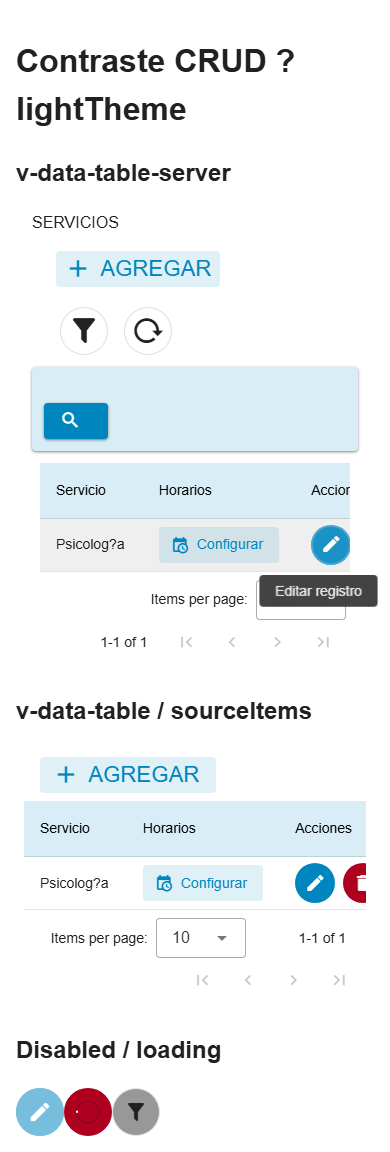 Contraste CRUD ?
lightTheme
v-data-table-server
SERVICIOS
AGREGAR
Servicio Horarios Accior
Psicolog?a Configurar
Editar registro
Items per page:
1-1 of 1
v-data-table / sourceItems
AGREGAR
Servicio Horarios Acciones
Psicolog?a Configurar
Items per page: 10 1-1 of 1
Disabled / loading